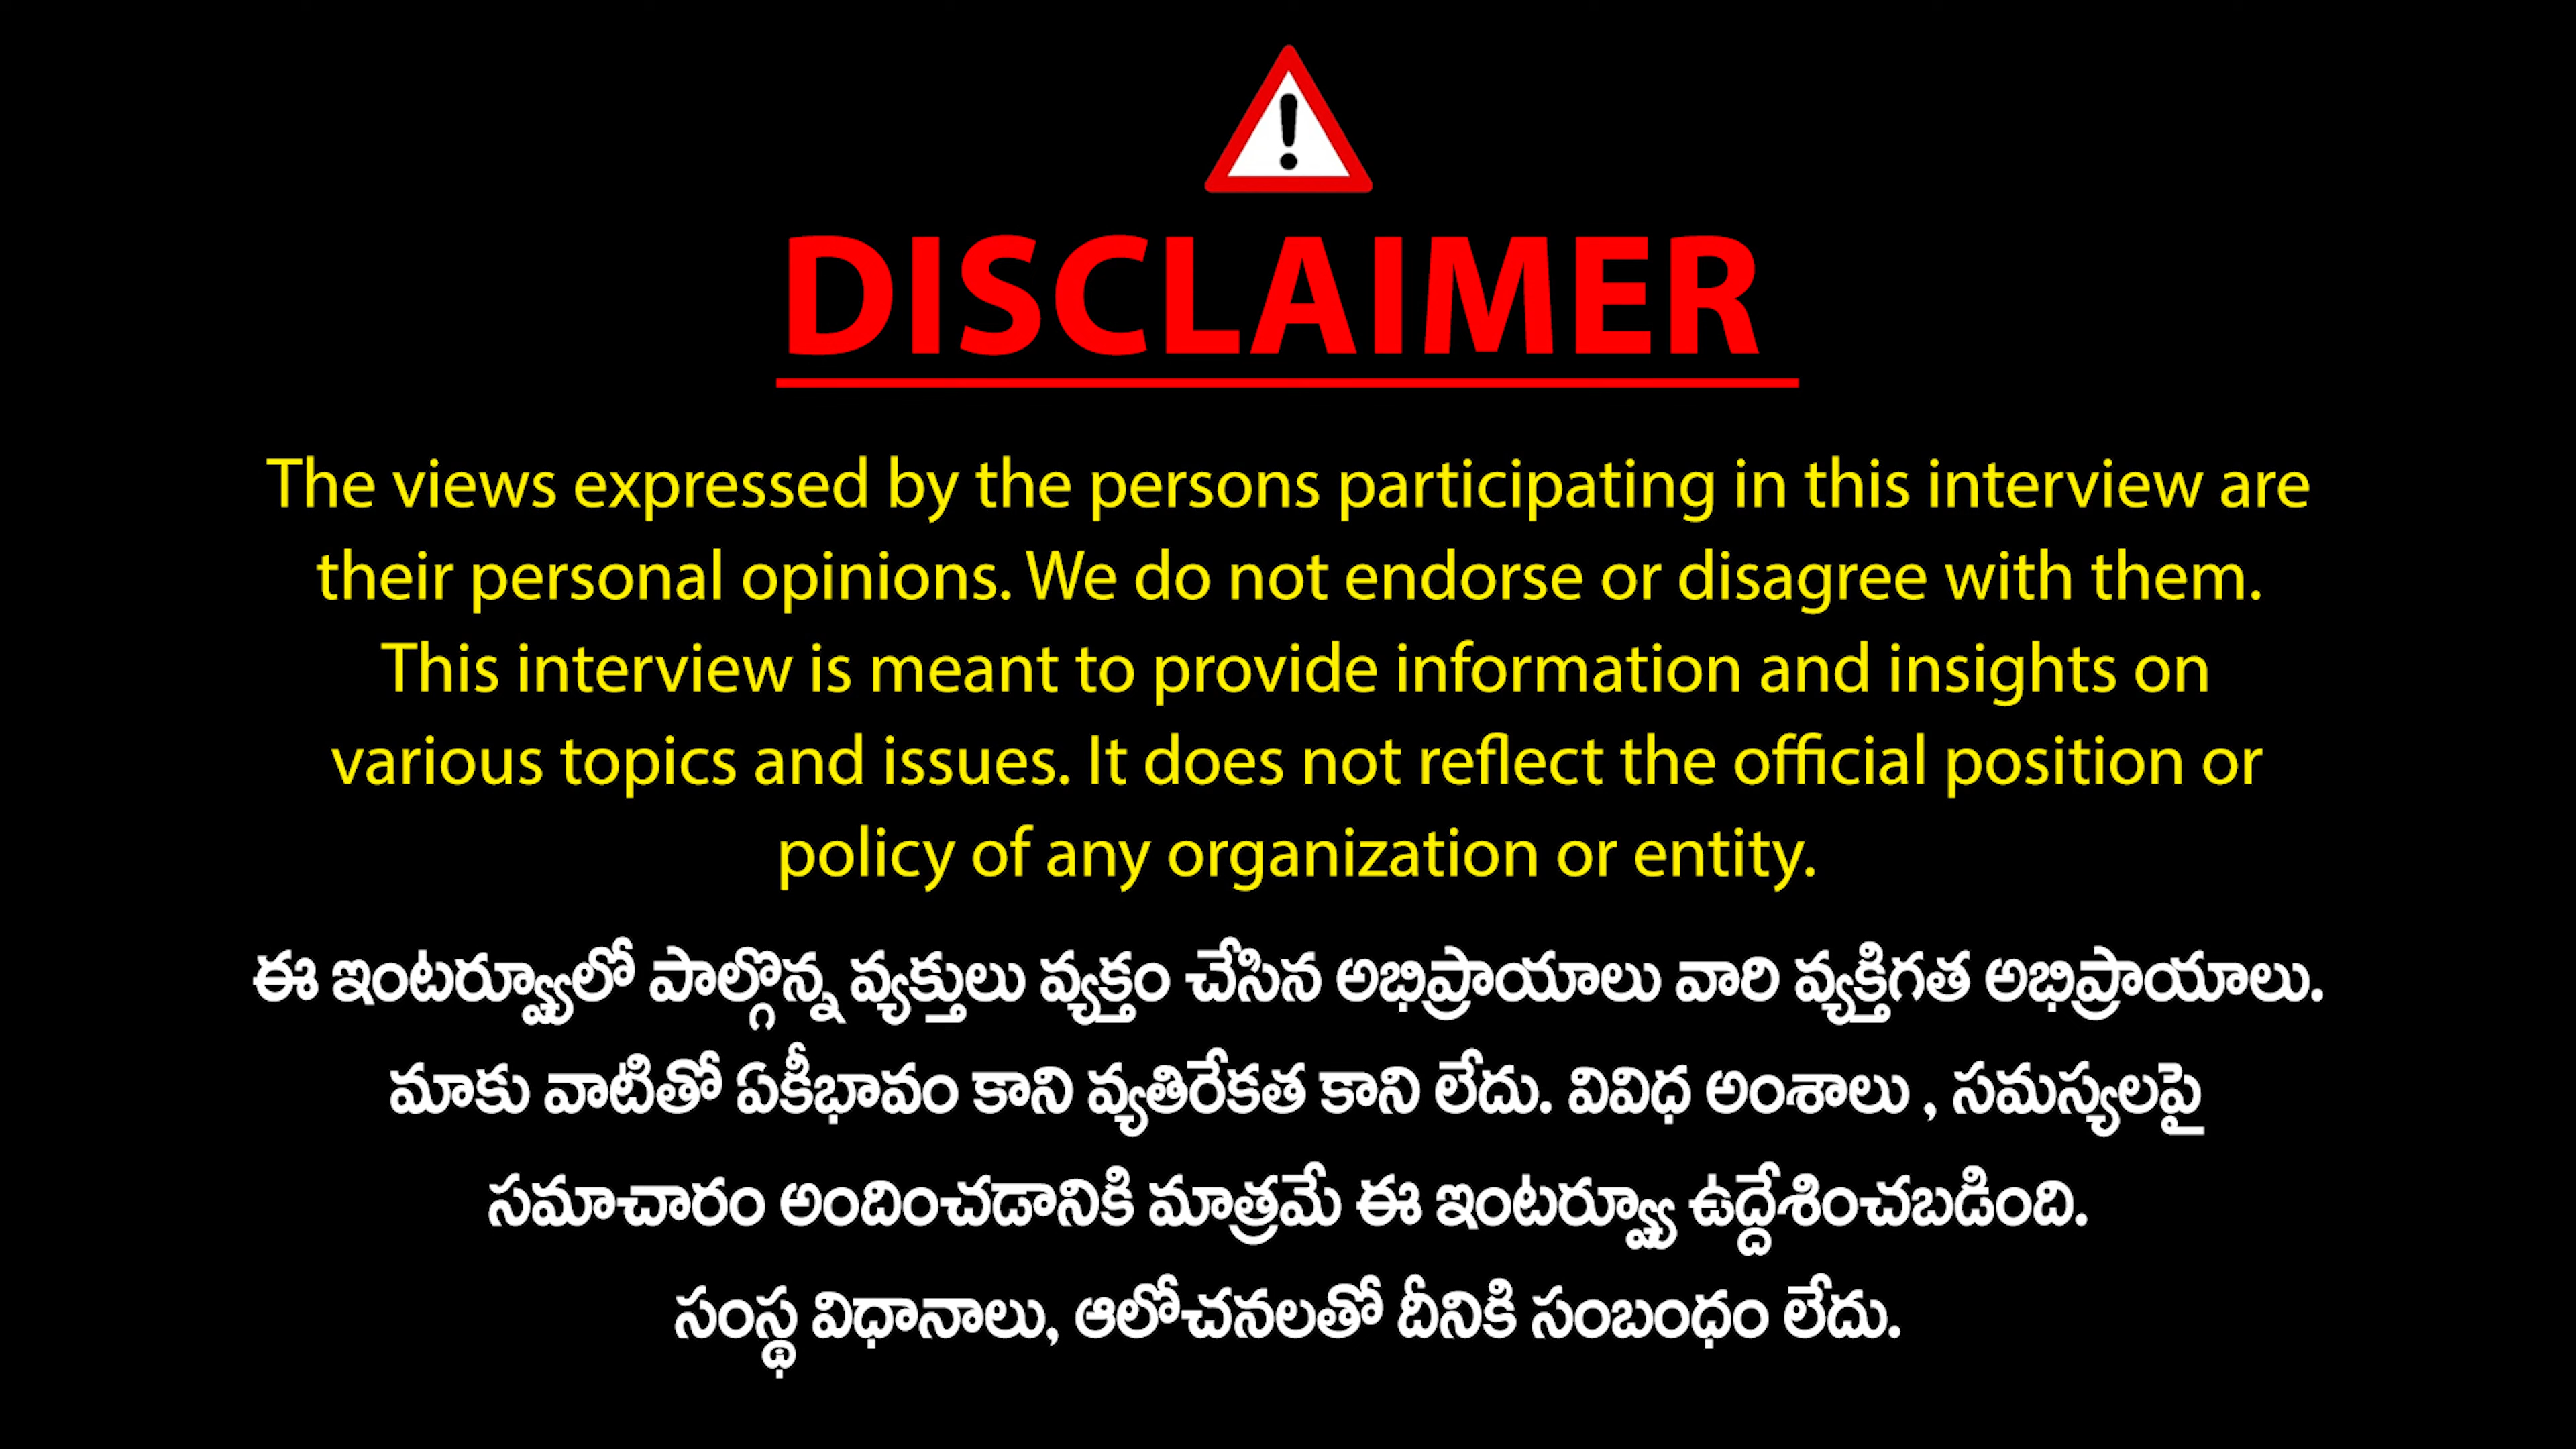 DISCLAIMER
The views expressed by the persons participating in this interview are
their personal opinions. We do not endorse or disagree with them.
This interview is meant to provide information and insights on
various topics and issues. It does not reflect the official position or
policy of any organization or entity.
ఈ ఇంటర్వ్యూలో పాల్గొన్న వ్యక్తులు వ్యక్తం చేసిన అభిప్రాయాలు వారి వ్యక్తిగత అభిప్రాయాలు.
మాకు వాటితో ఏకీభావం కాని వ్యతిరేకత కాని లేదు. వివిధ అంశాలు , సమస్యలపై
సమాచారం అందించడానికి మాత్రమే ఈ ఇంటర్వ్యూ ఉద్దేశించబడింది.
సంస్థ విధానాలు, ఆలోచనలతో దీనికి సంబంధం లేదు.